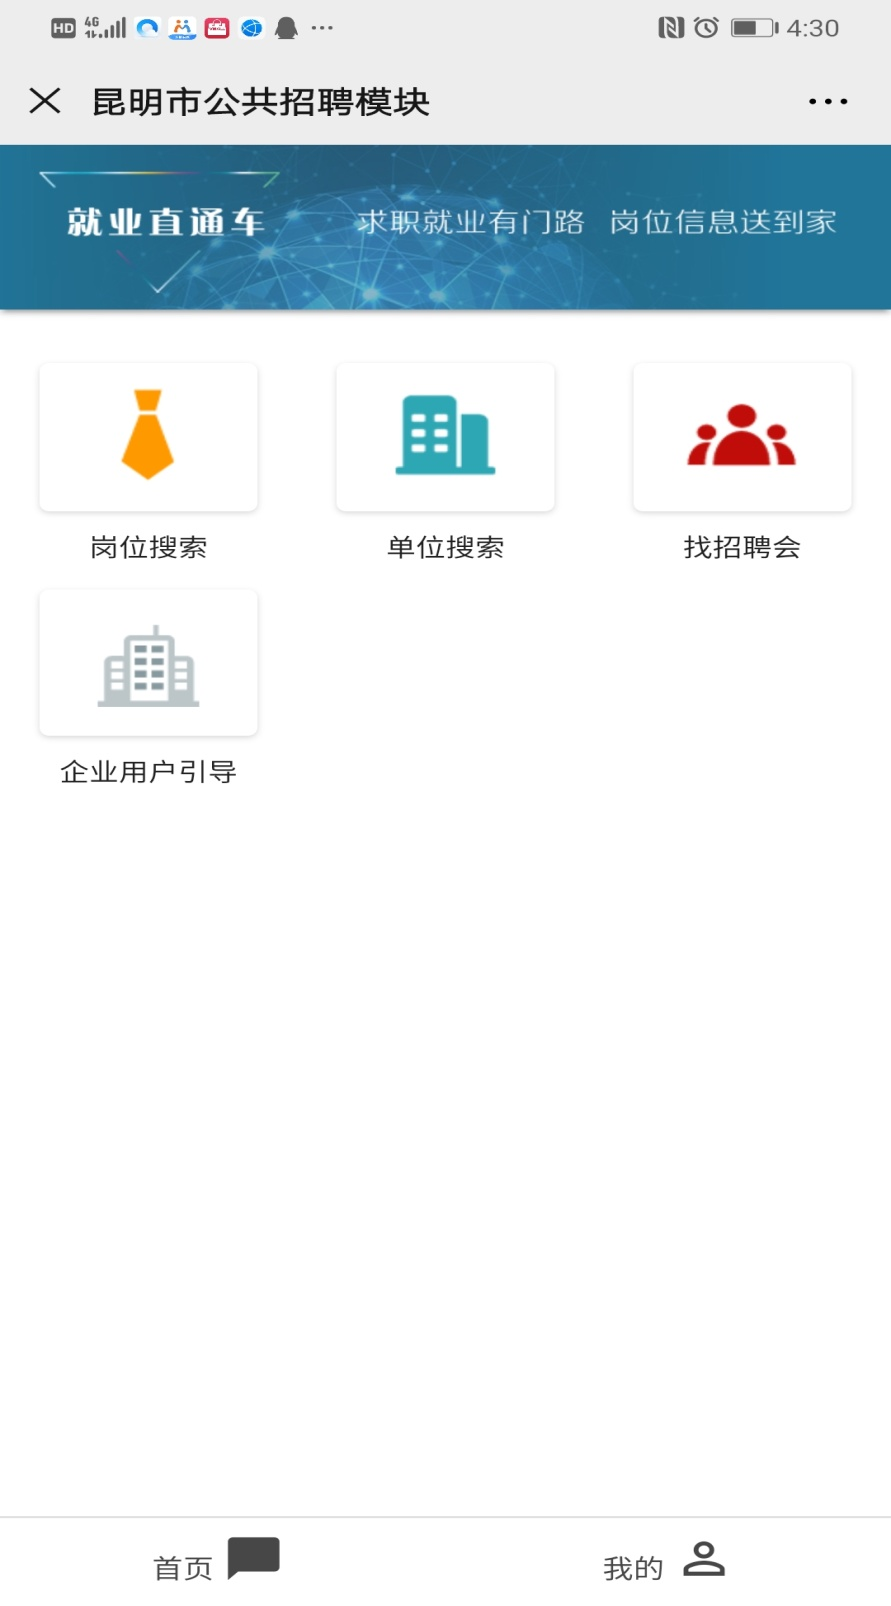 HD 4G 4:30
昆明市公共招聘模块
就业直通车 求职就业有门路 岗位信息送到家
岗位搜索 单位搜索 找招聘会
企业用户引导
首页 我的